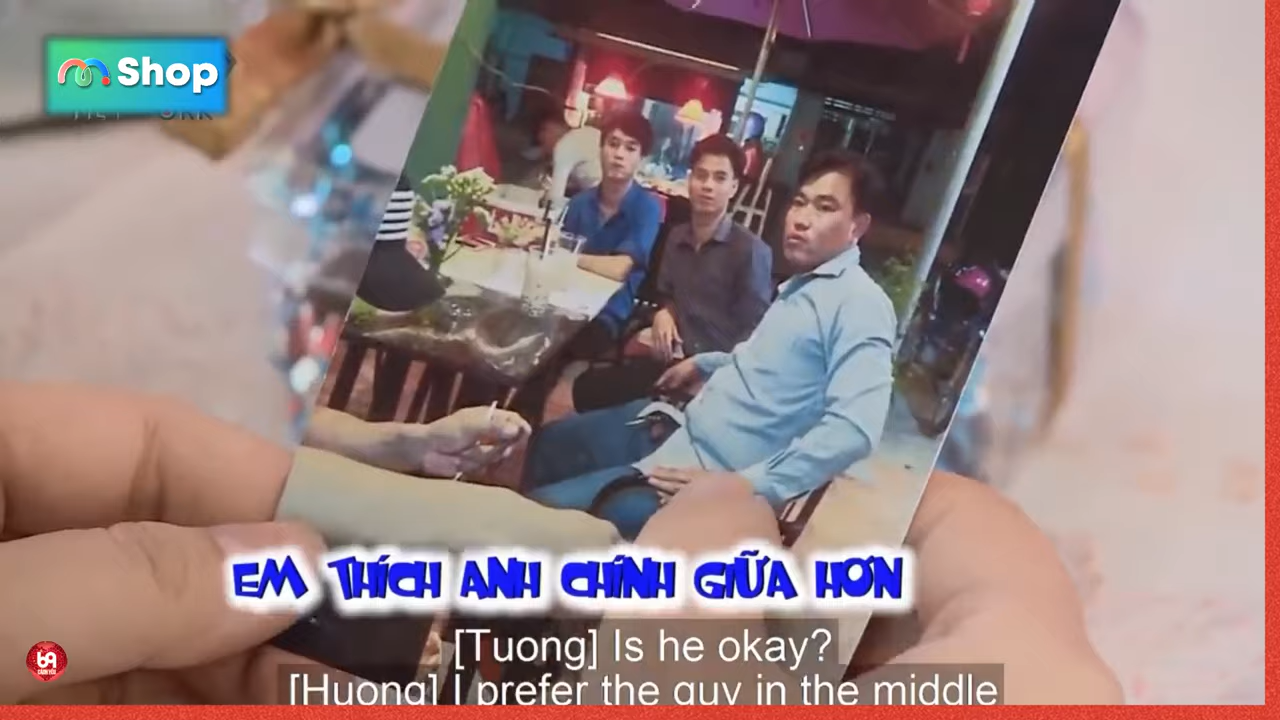 Shop
EM THÍCH ANH CHÍNH GIỮA HƠN
[Tuong] Is he okay?
[Huong] I prefer the guy in the middle